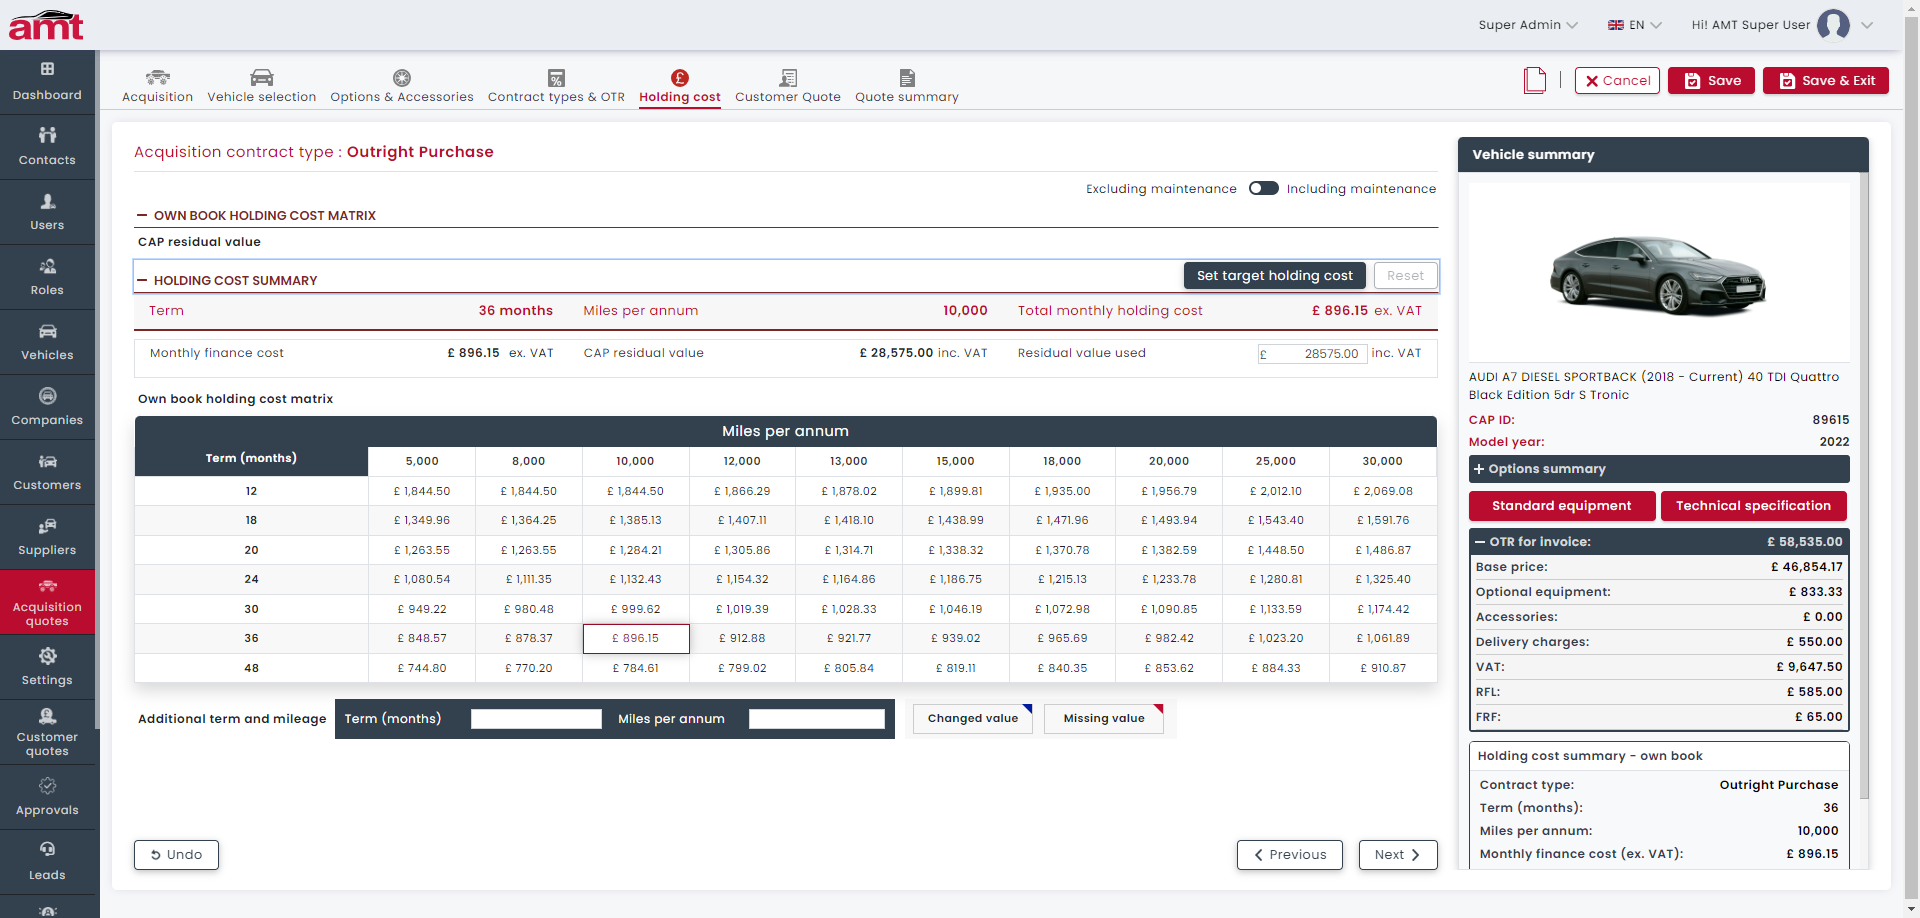 amt
Super Admin
EN
Hi! AMT Super User
Dashboard
Contacts
Users
Roles
Vehicles
Companies
Customers
Suppliers
Acquisition
quotes
Settings
Customer
quotes
Approvals
Leads
Acquisition
Vehicle selection
Options & Accessories
Contract types & OTR
Holding cost
Customer Quote
Quote summary
Cancel
Save
Save & Exit
Acquisition contract type : Outright Purchase
Excluding maintenance Including maintenance
OWN BOOK HOLDING COST MATRIX
CAP residual value
HOLDING COST SUMMARY
Set target holding cost
Reset
Term 36 months Miles per annum 10,000 Total monthly holding cost £ 896.15 ex. VAT
Monthly finance cost £ 896.15 ex. VAT CAP residual value £ 28,575.00 inc. VAT Residual value used £ 28575.00 inc. VAT
Own book holding cost matrix
Miles per annum
Term (months) 5,000 8,000 10,000 12,000 13,000 15,000 18,000 20,000 25,000 30,000
12 £ 1,844.50 £ 1,844.50 £ 1,844.50 £ 1,866.29 £ 1,878.02 £ 1,899.81 £ 1,935.00 £ 1,956.79 £ 2,012.10 £ 2,069.08
18 £ 1,349.96 £ 1,364.25 £ 1,385.13 £ 1,407.11 £ 1,418.10 £ 1,438.99 £ 1,471.96 £ 1,493.94 £ 1,543.40 £ 1,591.76
20 £ 1,263.55 £ 1,263.55 £ 1,284.21 £ 1,305.86 £ 1,314.71 £ 1,338.32 £ 1,370.78 £ 1,382.59 £ 1,448.50 £ 1,486.87
24 £ 1,080.54 £ 1,111.35 £ 1,132.43 £ 1,154.32 £ 1,164.86 £ 1,186.75 £ 1,215.13 £ 1,233.78 £ 1,280.81 £ 1,325.40
30 £ 949.22 £ 980.48 £ 999.62 £ 1,019.39 £ 1,028.33 £ 1,046.19 £ 1,072.98 £ 1,090.85 £ 1,133.59 £ 1,174.42
36 £ 848.57 £ 878.37 £ 896.15 £ 912.88 £ 921.77 £ 939.02 £ 965.69 £ 982.42 £ 1,023.20 £ 1,061.89
48 £ 744.80 £ 770.20 £ 784.61 £ 799.02 £ 805.84 £ 819.11 £ 840.35 £ 853.62 £ 884.33 £ 910.87
Additional term and mileage Term (months) Miles per annum Changed value Missing value
Undo
Previous
Next
Vehicle summary
AUDI A7 DIESEL SPORTBACK (2018 - Current) 40 TDI Quattro
Black Edition 5dr S Tronic
CAP ID: 89615
Model year: 2022
Options summary
Standard equipment
Technical specification
OTR for invoice: £ 58,535.00
Base price: £ 46,854.17
Optional equipment: £ 833.33
Accessories: £ 0.00
Delivery charges: £ 550.00
VAT: £ 9,647.50
RFL: £ 585.00
FRF: £ 65.00
Holding cost summary - own book
Contract type: Outright Purchase
Term (months): 36
Miles per annum: 10,000
Monthly finance cost (ex. VAT): £ 896.15